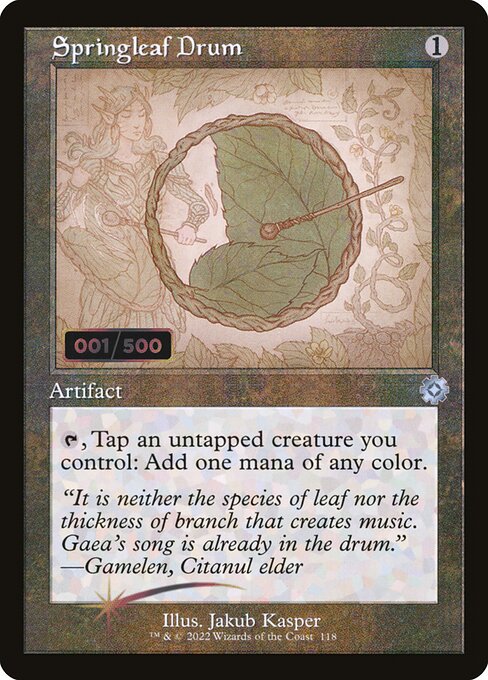 Springleaf Drum 1
001/500
Artifact
, Tap an untapped creature you
control: Add one mana of any color.
“It is neither the species of leaf nor the
thickness of branch that creates music.
Gaea’s song is already in the drum.”
—Gamelen, Citanul elder
Illus. Jakub Kasper
™ & © 2022 Wizards of the Coast 118